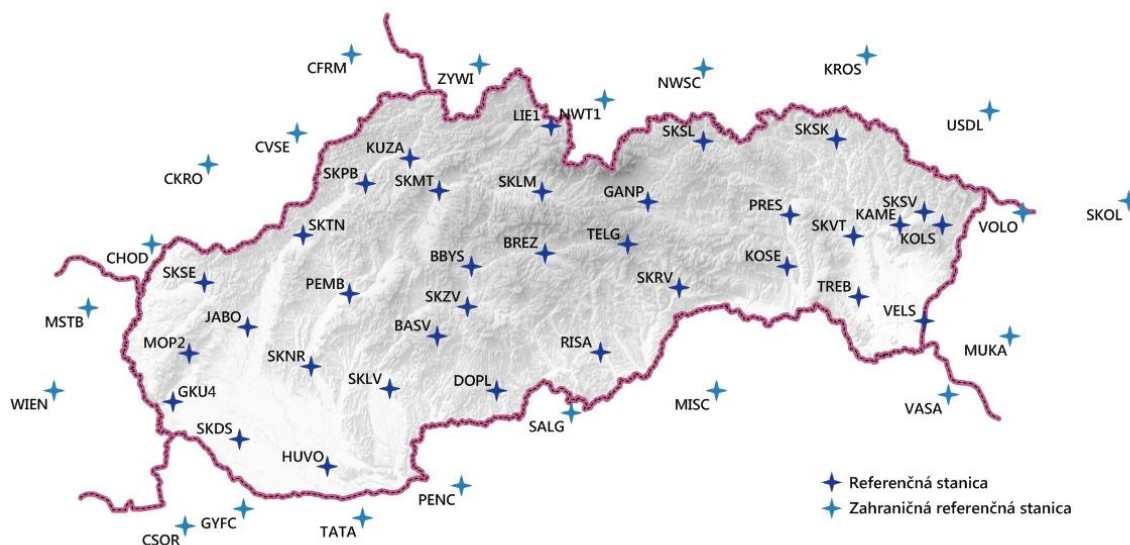 CFRM
ZYWI
KROS
NWSC
LIE1
NWT1
USDL
CVSE
SKSL
SKSK
KUZA
CKRO
SKPB
SKMT
SKLM
GANP
SKSV
PRES
KAME
SKOL
SKTN
SKVT
KOLS
VOLO
CHOD
BREZ
TELG
BBYS
KOSE
SKSE
PEMB
SKRV
TREB
SKZV
MSTB
JABO
VELS
BASV
MOP2
RISA
MUKA
SKNR
SKLV
DOPL
WIEN
GKU4
MISC
VASA
SALG
SKDS
HUVO
PENC
Referenčná stanica
Zahraničná referenčná stanica
GYFC
TATA
CSOR